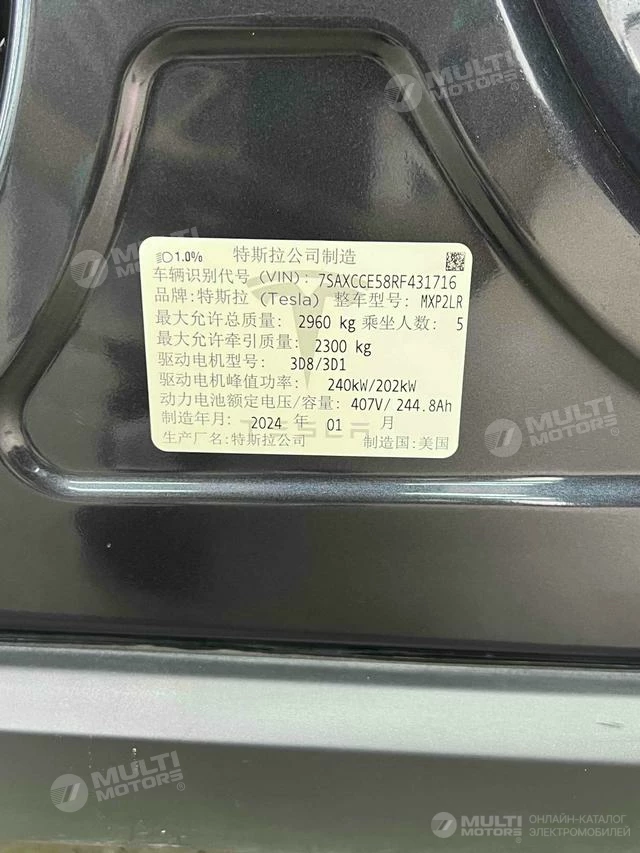 MULTI
MOTORS®
1.0% 特斯拉公司制造
车辆识别代号 (VIN): 7SAXCCE58RF431716
品牌: 特斯拉 (Tesla) 整车型号: MXP2LR
最大允许总质量: 2960 kg 乘坐人数: 5
最大允许牵引质量: 2300 kg
驱动电机型号: 3D8/3D1
驱动电机峰值功率: 240kW/202kW
动力电池额定电压/容量: 407V/ 244.8Ah
制造年月: 2024 年 01 月
TESLA
生产厂名: 特斯拉公司 制造国: 美国
MULTI
MOTORS®
MULTI
MOTORS®
MULTI
MOTORS®
MULTI
MOTORS®
MULTI
MOTORS®
ОНЛАЙН-КАТАЛОГ
ЭЛЕКТРОМОБИЛЕЙ